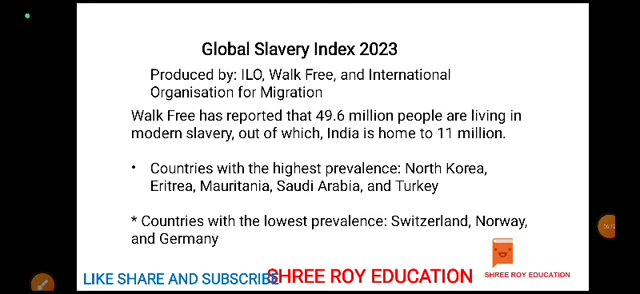 Global Slavery Index 2023
Produced by: ILO, Walk Free, and International
Organisation for Migration
Walk Free has reported that 49.6 million people are living in
modern slavery, out of which, India is home to 11 million.
• Countries with the highest prevalence: North Korea,
Eritrea, Mauritania, Saudi Arabia, and Turkey
* Countries with the lowest prevalence: Switzerland, Norway,
and Germany
LIKE SHARE AND SUBSCRIBE
SHREE ROY EDUCATION
SHREE ROY EDUCATION